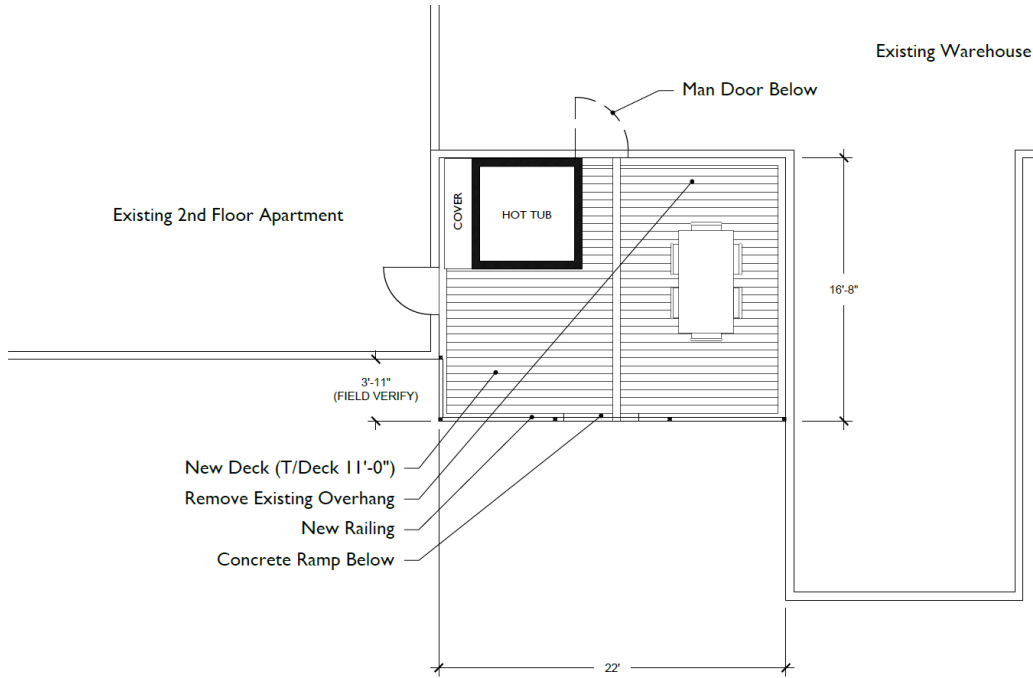 Existing Warehouse
Man Door Below
COVER
HOT TUB
Existing 2nd Floor Apartment
16'-8"
3'-11"
(FIELD VERIFY)
New Deck (T/Deck 11'-0")
Remove Existing Overhang
New Railing
Concrete Ramp Below
22'